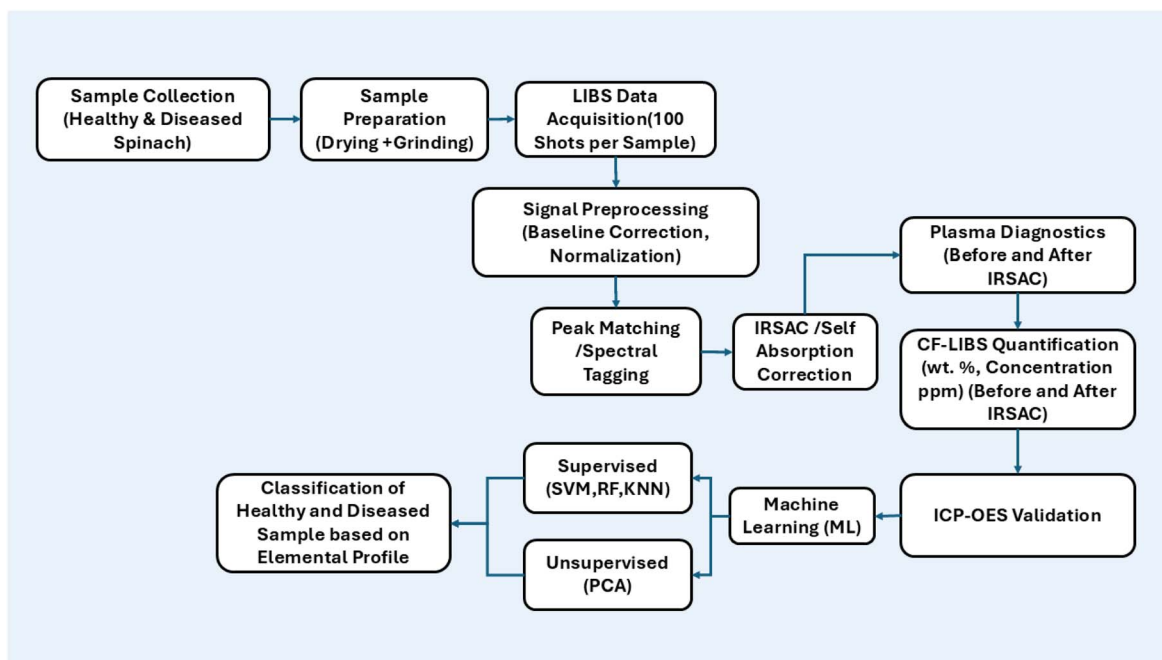 Sample Collection
(Healthy & Diseased
Spinach)
Sample
Preparation
(Drying +Grinding)
LIBS Data
Acquisition(100
Shots per Sample)
Signal Preprocessing
(Baseline Correction,
Normalization)
Peak Matching
/Spectral
Tagging
IRSAC /Self
Absorption
Correction
Plasma Diagnostics
(Before and After
IRSAC)
CF-LIBS Quantification
(wt. %, Concentration
ppm) (Before and After
IRSAC)
ICP-OES Validation
Machine
Learning (ML)
Supervised
(SVM,RF,KNN)
Unsupervised
(PCA)
Classification of
Healthy and Diseased
Sample based on
Elemental Profile